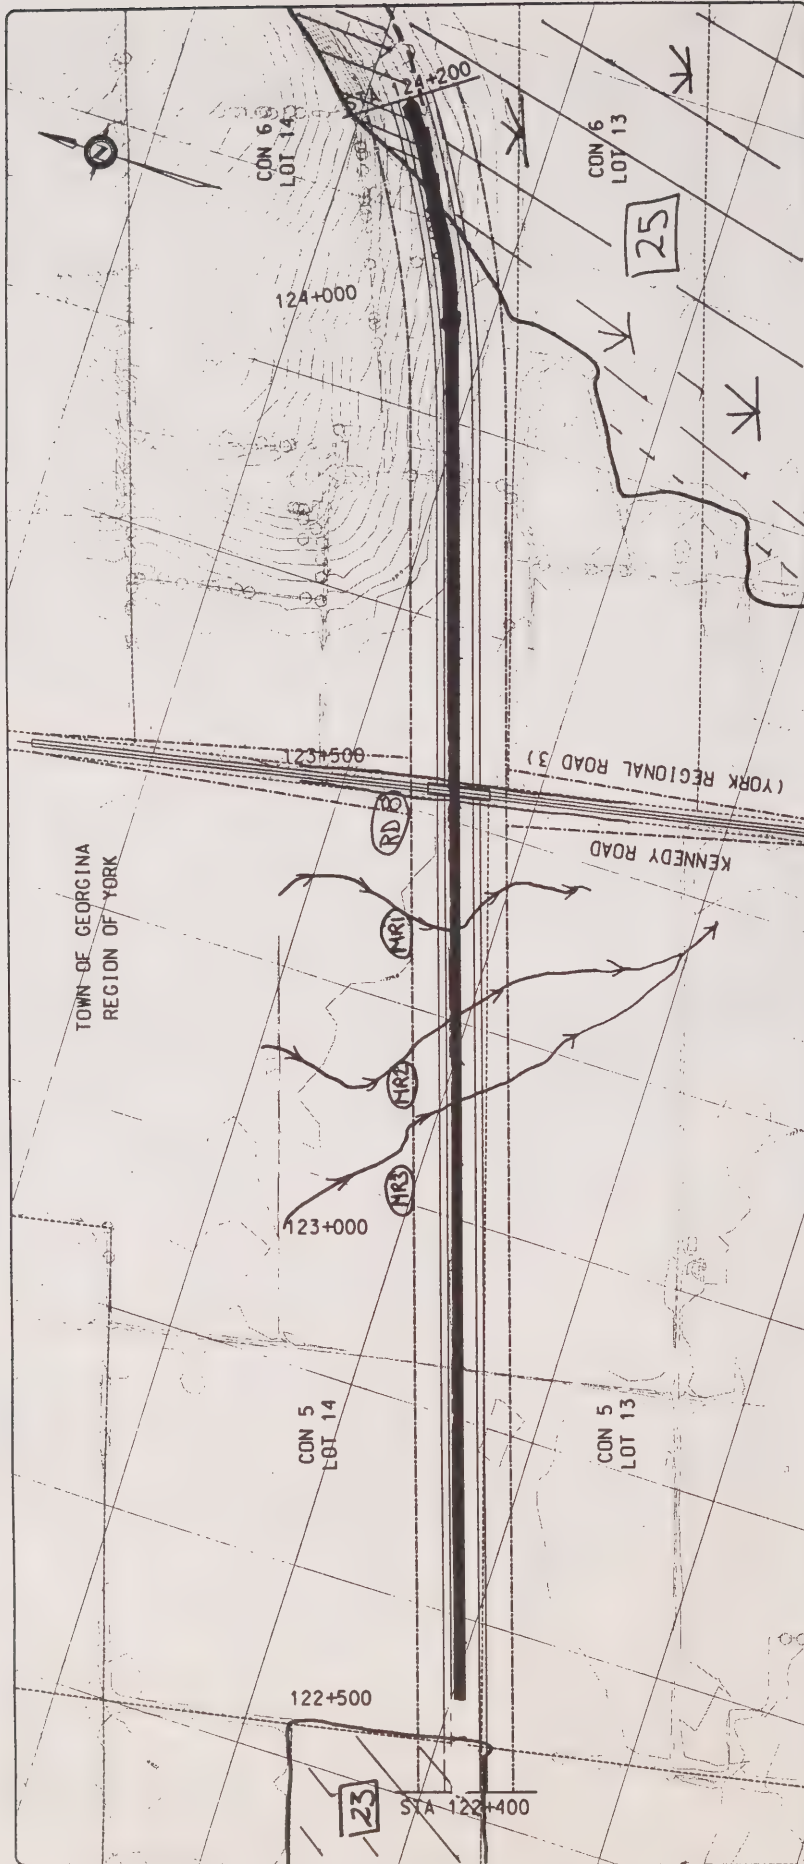 STA 124+200
CON 6
LOT 14
CON 6
LOT 13
25
124+000
123+500
(YORK REGIONAL ROAD 3)
KENNEDY ROAD
RD 8
TOWN OF GEORGINA
REGION OF YORK
MR1
MR2
MR3
123+000
CON 5
LOT 14
CON 5
LOT 13
122+500
23
STA 122+400